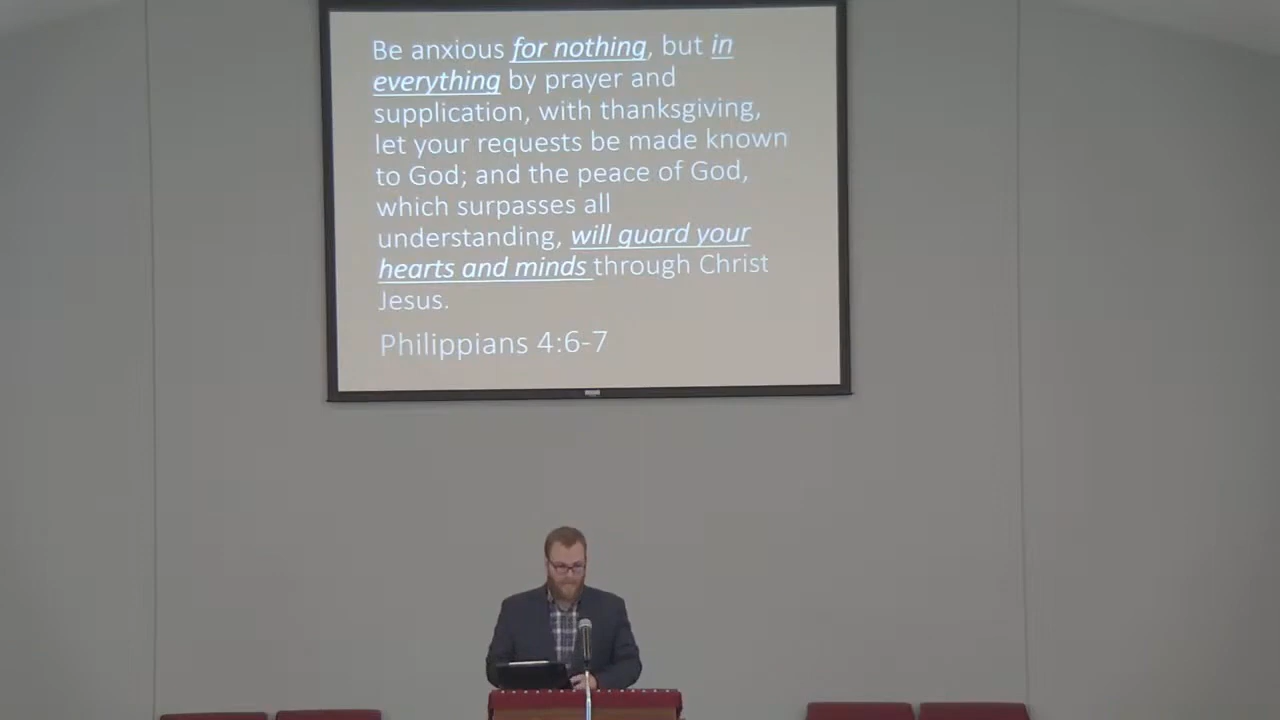 Be anxious for nothing, but in
everything by prayer and
supplication, with thanksgiving,
let your requests be made known
to God; and the peace of God,
which surpasses all
understanding, will guard your
hearts and minds through Christ
Jesus.
Philippians 4:6-7